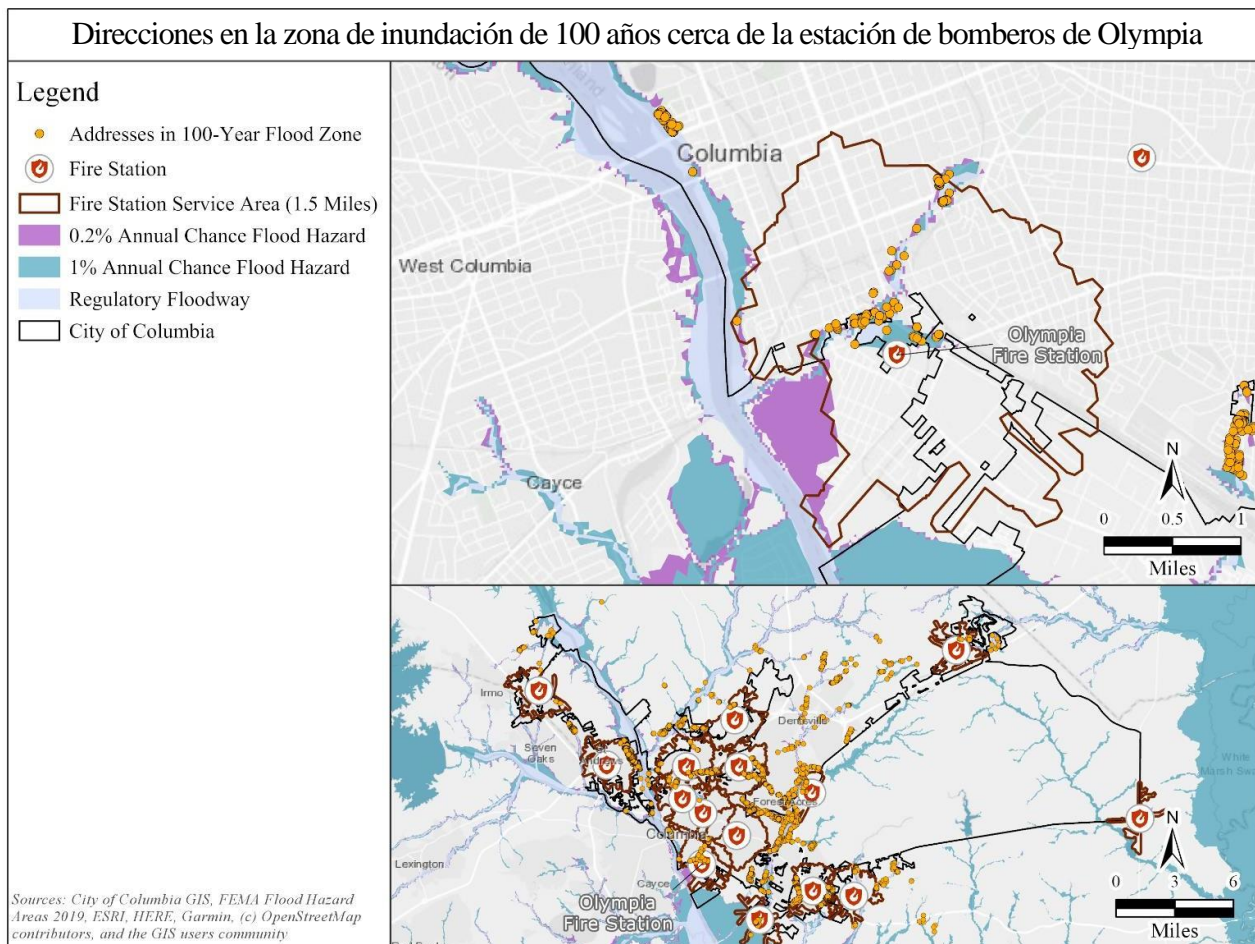 Direcciones en la zona de inundación de 100 años cerca de la estación de bomberos de Olympia
Legend
Addresses in 100-Year Flood Zone
Fire Station
Fire Station Service Area (1.5 Miles)
0.2% Annual Chance Flood Hazard
1% Annual Chance Flood Hazard
Regulatory Floodway
City of Columbia
Sources: City of Columbia GIS, FEMA Flood Hazard
Areas 2019, ESRI, HERE, Garmin, (c) OpenStreetMap
contributors, and the GIS users community
Columbia
West Columbia
Olympia
Fire Station
Cayce
N
0 0.5 1
Miles
Irmo
Dentsville
Seven
Oaks
Andrews
White
Marsh Swa
Forest Acres
Columbia
Lexington
Cayce
Olympia
Fire Station
N
0 3 6
Miles